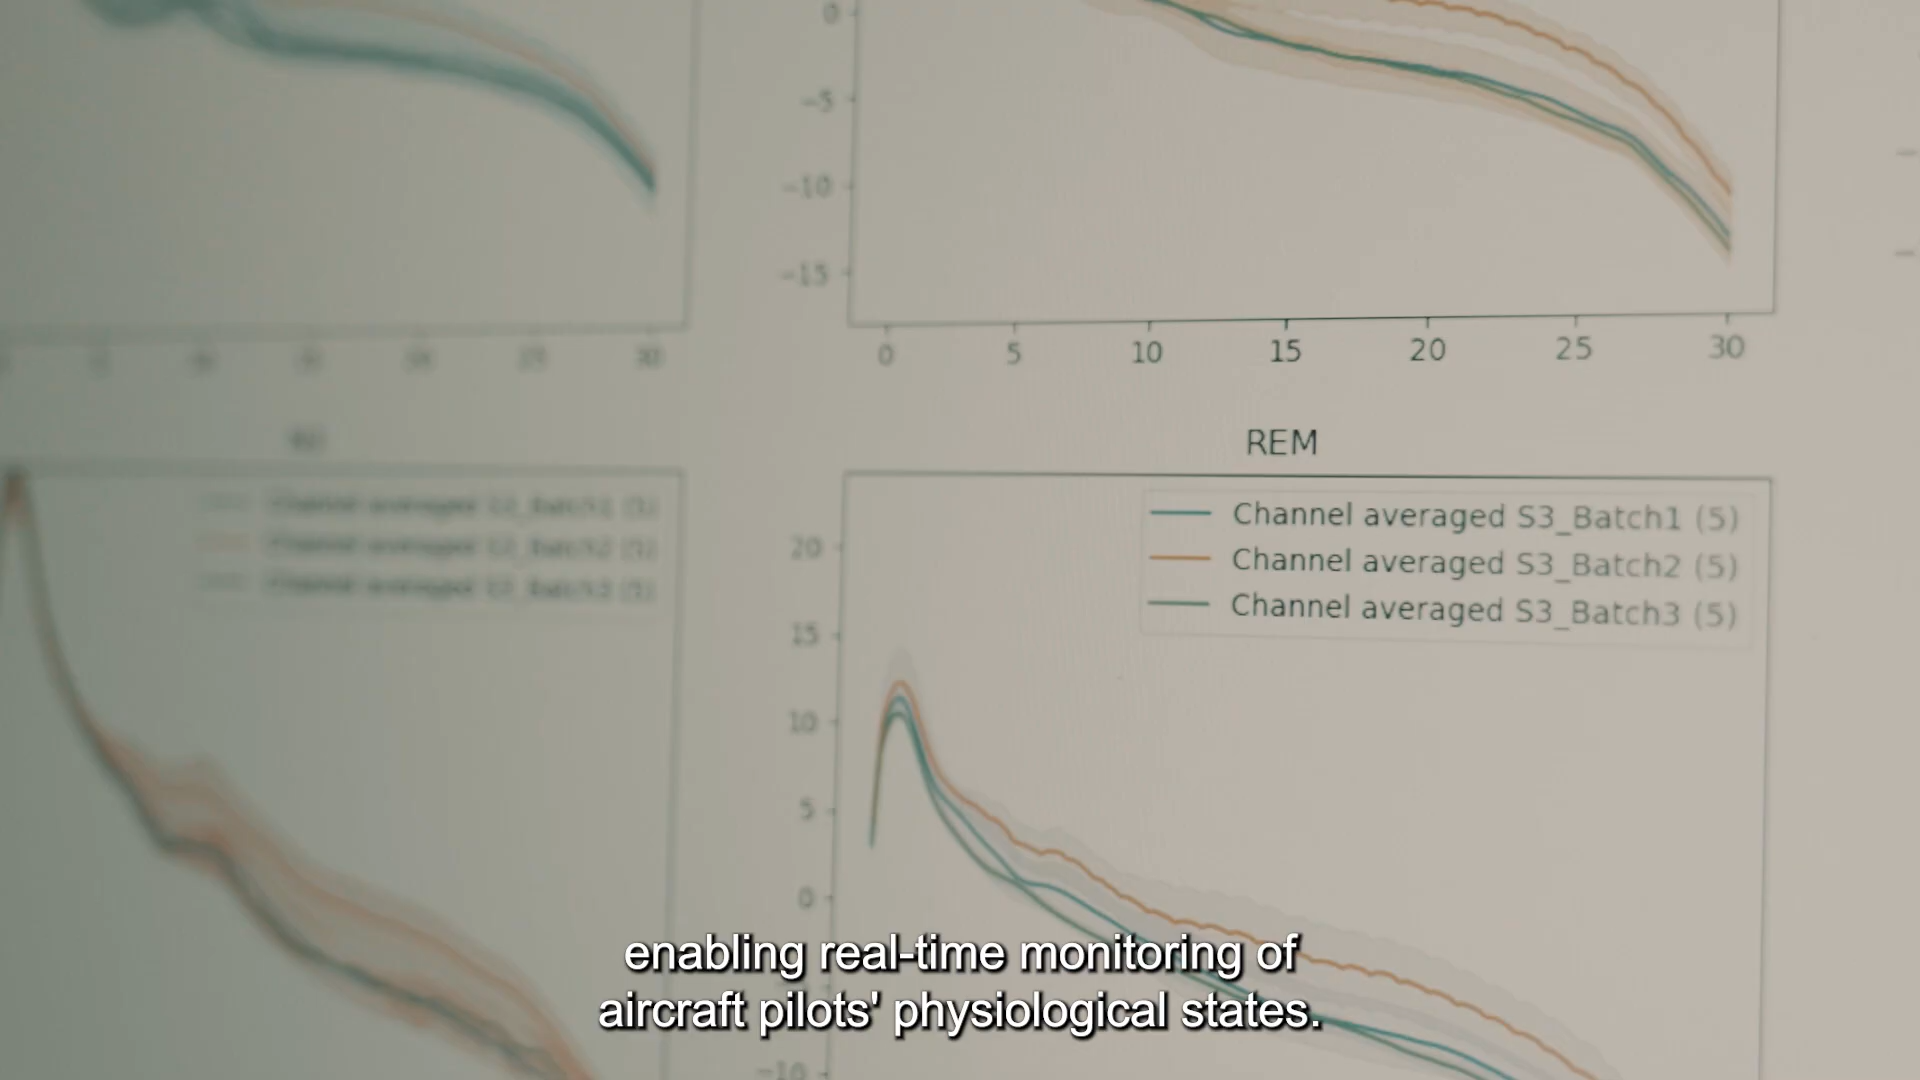 0
-5
-10
-15
0 5 10 15 20 25 30
30
REM
Channel averaged S3_Batch1 (5)
Channel averaged S3_Batch2 (5)
Channel averaged S3_Batch3 (5)
20
15
10
5
0
-10
enabling real-time monitoring of
aircraft pilots' physiological states.